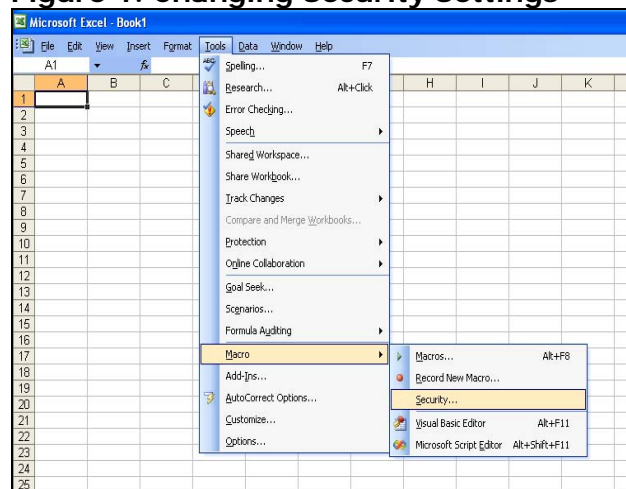 Figure 1: Changing Security Settings
Microsoft Excel - Book1
File Edit View Insert Format Tools Data Window Help
A1 fx
A B C H I J K
Spelling... F7
Research... Alt+Click
Error Checking...
Speech
Shared Workspace...
Share Workbook...
Track Changes
Compare and Merge Workbooks...
Protection
Online Collaboration
Goal Seek...
Scenarios...
Formula Auditing
Macro
Add-Ins...
AutoCorrect Options...
Customize...
Options...
Macros... Alt+F8
Record New Macro...
Security...
Visual Basic Editor Alt+F11
Microsoft Script Editor Alt+Shift+F11
1
2
3
4
5
6
7
8
9
10
11
12
13
14
15
16
17
18
19
20
21
22
23
24
25